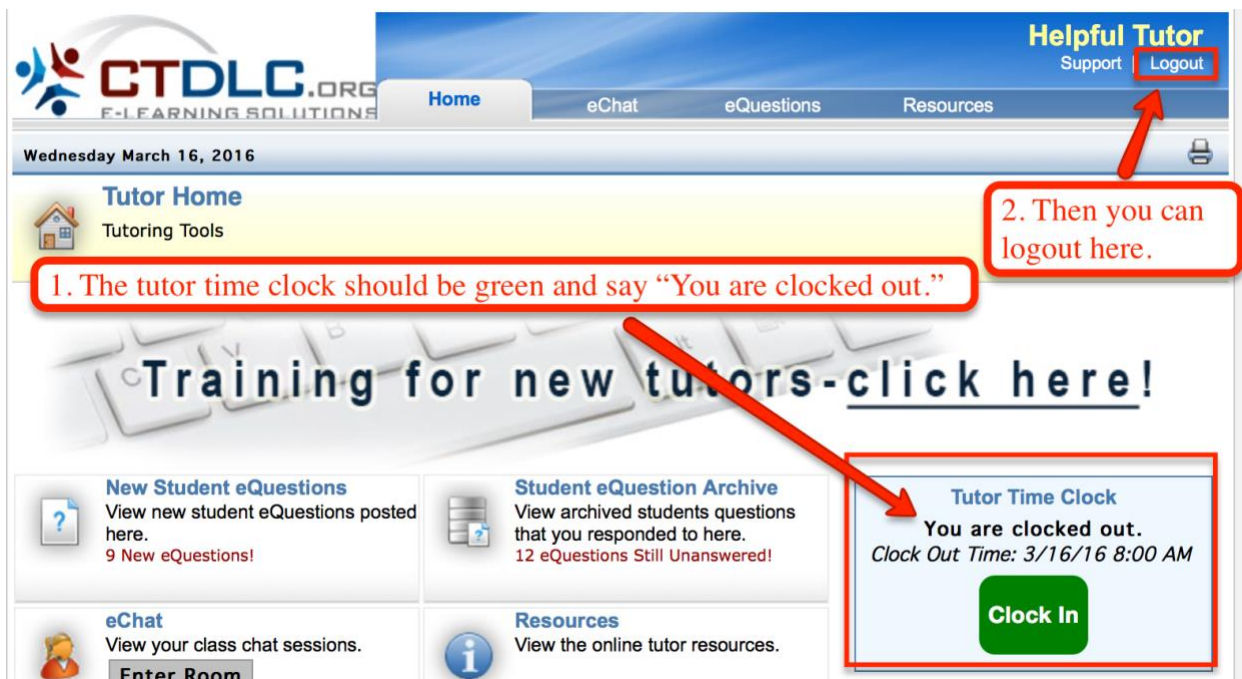 Helpful Tutor
Support | Logout
CTDLC.ORG
E-LEARNING SOLUTIONS
Home eChat eQuestions Resources
Wednesday March 16, 2016
Tutor Home
Tutoring Tools
2. Then you can
logout here.
1. The tutor time clock should be green and say “You are clocked out.”
Training for new tutors-click here!
New Student eQuestions
View new student eQuestions posted
here.
9 New eQuestions!
Student eQuestion Archive
View archived students questions
that you responded to here.
12 eQuestions Still Unanswered!
Tutor Time Clock
You are clocked out.
Clock Out Time: 3/16/16 8:00 AM
Clock In
eChat
View your class chat sessions.
Enter Room
Resources
View the online tutor resources.